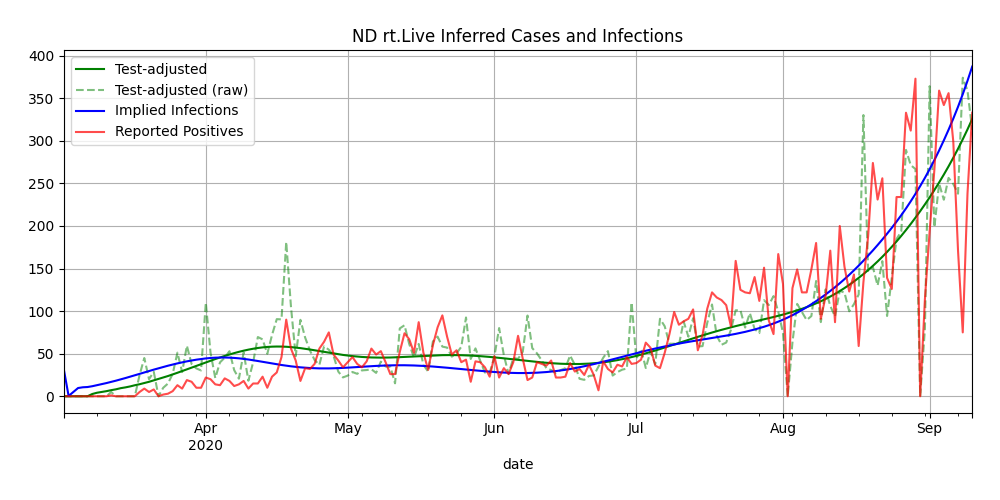 ND rt.Live Inferred Cases and Infections
400
350
300
250
200
150
100
50
0
Test-adjusted
Test-adjusted (raw)
Implied Infections
Reported Positives
Apr
2020
May
Jun
Jul
Aug
Sep
date